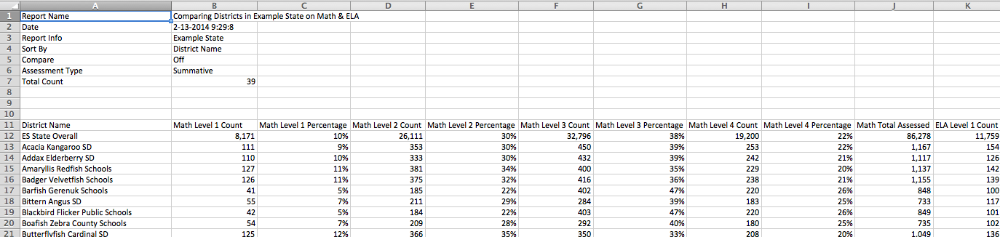 A B C D E F G H I J K
1 Report Name Comparing Districts in Example State on Math & ELA
2 Date 2-13-2014 9:29:8
3 Report Info Example State
4 Sort By District Name
5 Compare Off
6 Assessment Type Summative
7 Total Count 39
8
9
10
11 District Name Math Level 1 Count Math Level 1 Percentage Math Level 2 Count Math Level 2 Percentage Math Level 3 Count Math Level 3 Percentage Math Level 4 Count Math Level 4 Percentage Math Total Assessed ELA Level 1 Count
12 ES State Overall 8,171 10% 26,111 30% 32,796 38% 19,200 22% 86,278 11,759
13 Acacia Kangaroo SD 111 9% 353 30% 450 39% 253 22% 1,167 154
14 Addax Elderberry SD 110 10% 333 30% 432 39% 242 21% 1,117 126
15 Amaryllis Redfish Schools 127 11% 381 34% 400 35% 229 20% 1,137 142
16 Badger Velvetfish Schools 126 11% 375 32% 416 36% 238 21% 1,155 139
17 Barfish Gerenuk Schools 41 5% 185 22% 402 47% 220 26% 848 100
18 Bittern Angus SD 55 7% 211 29% 284 39% 183 25% 733 117
19 Blackbird Flicker Public Schools 42 5% 184 22% 403 47% 220 26% 849 101
20 Boafish Zebra County Schools 54 7% 209 28% 292 40% 180 25% 735 102
21 Butterflyfish Cardinal SD 125 12% 366 35% 350 33% 208 20% 1,049 136